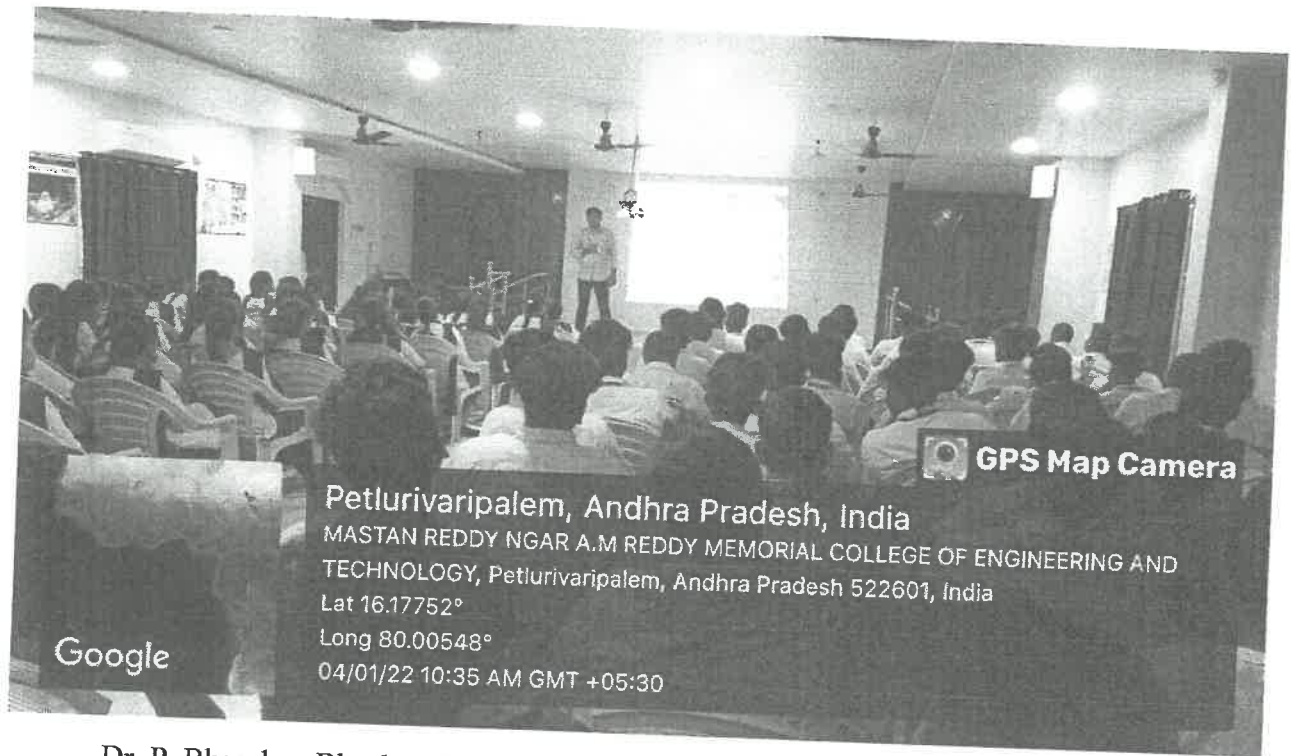 GPS Map Camera
Petlurivaripalem, Andhra Pradesh, India
MASTAN REDDY NGAR A.M REDDY MEMORIAL COLLEGE OF ENGINEERING AND
TECHNOLOGY, Petlurivaripalem, Andhra Pradesh 522601, India
Lat 16.17752°
Long 80.00548°
04/01/22 10:35 AM GMT +05:30
Google
Dr. P.